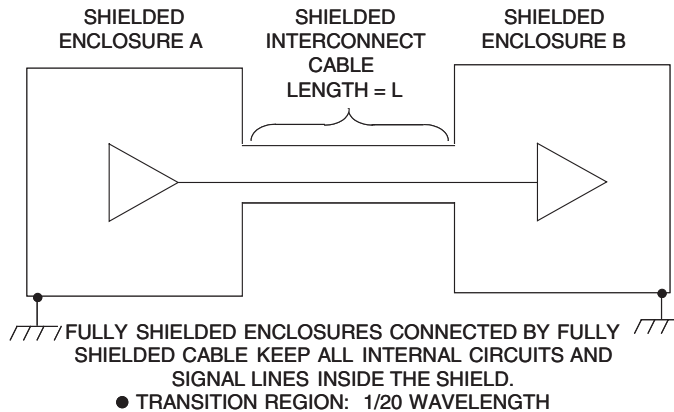 SHIELDED
ENCLOSURE A
SHIELDED
INTERCONNECT
CABLE
LENGTH = L
SHIELDED
ENCLOSURE B
FULLY SHIELDED ENCLOSURES CONNECTED BY FULLY
SHIELDED CABLE KEEP ALL INTERNAL CIRCUITS AND
SIGNAL LINES INSIDE THE SHIELD.
● TRANSITION REGION: 1/20 WAVELENGTH